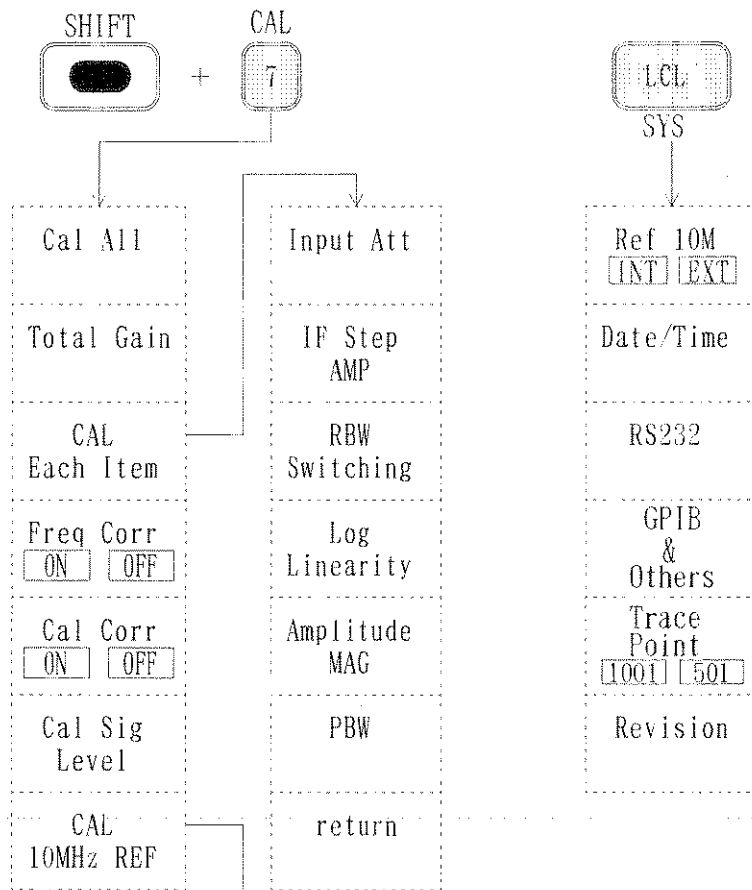 SHIFT
+
CAL
7
LCL
SYS
Cal All
Total Gain
CAL
Each Item
Freq Corr
ON OFF
Cal Corr
ON OFF
Cal Sig
Level
CAL
10MHz REF
Input Att
IF Step
AMP
RBW
Switching
Log
Linearity
Amplitude
MAG
PBW
return
Ref 10M
INT EXT
Date/Time
RS232
GPIB
&
Others
Trace
Point
1001 501
Revision